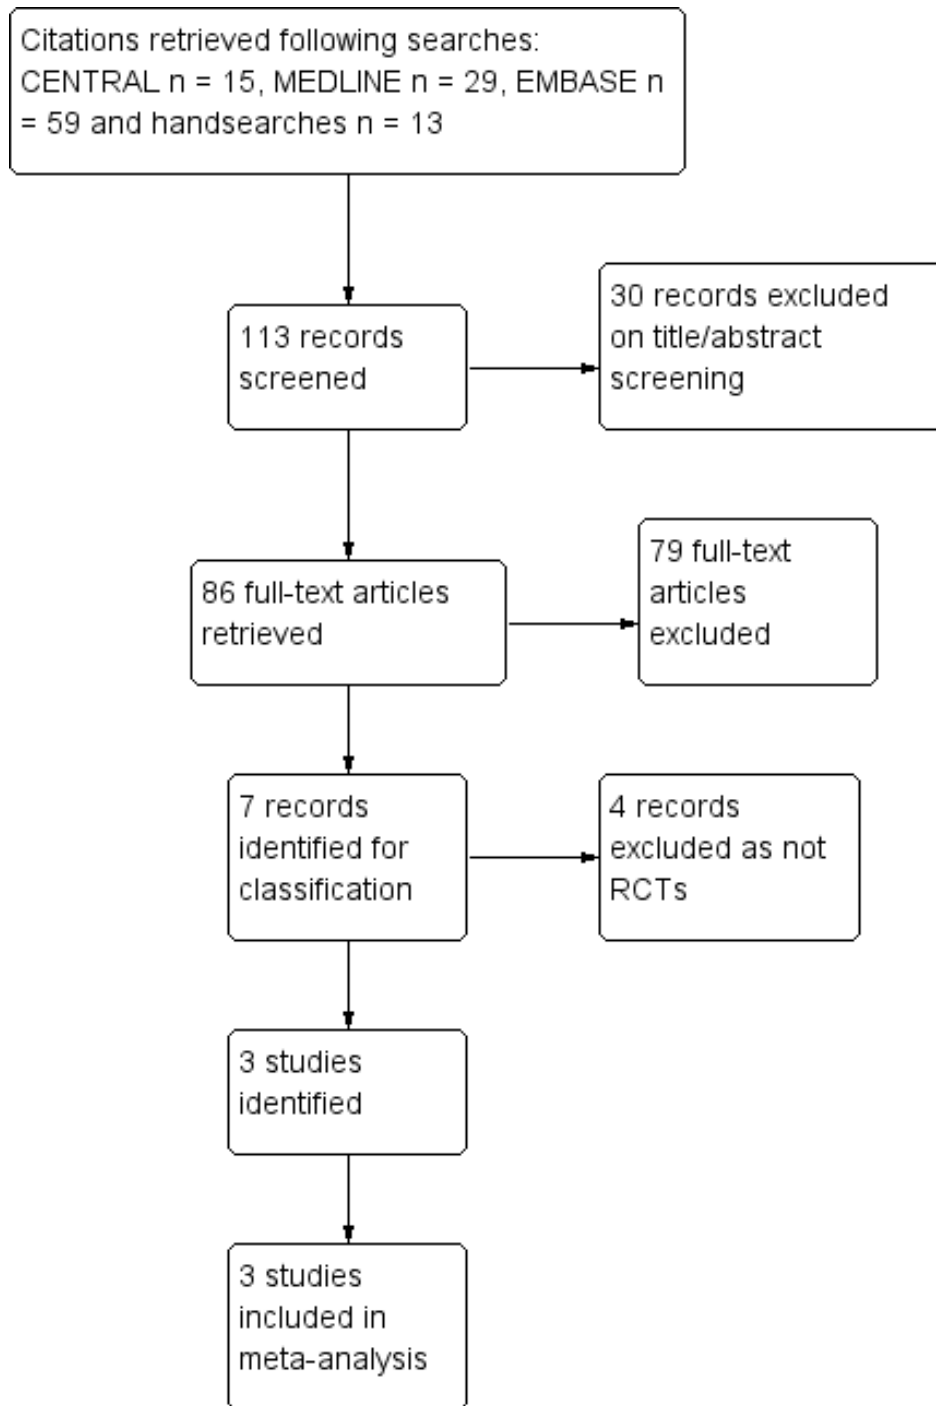 Citations retrieved following searches:
CENTRAL n = 15, MEDLINE n = 29, EMBASE n
= 59 and handsearches n = 13
113 records
screened
30 records excluded
on title/abstract
screening
86 full-text articles
retrieved
79 full-text
articles
excluded
7 records
identified for
classification
4 records
excluded as not
RCTs
3 studies
identified
3 studies
included in
meta-analysis